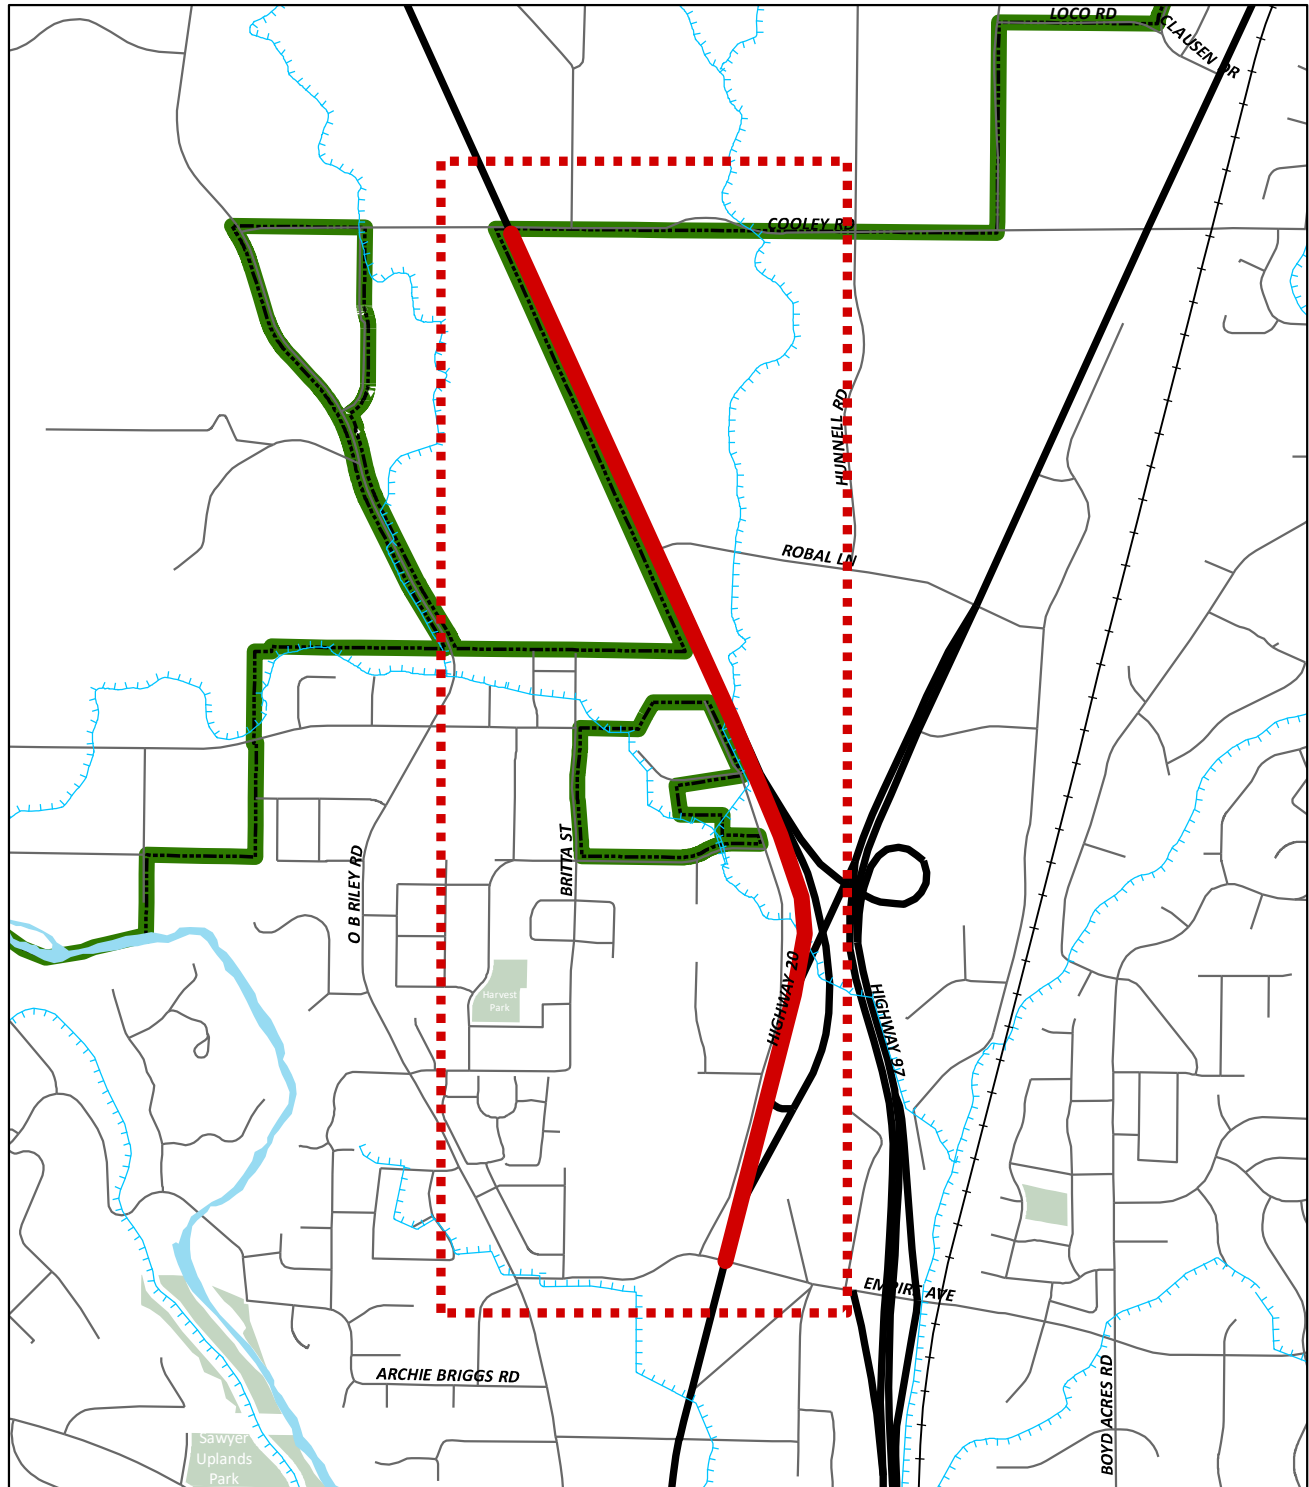 LOCO RD
CLAUSEN DR
COOLEY RD
HUNNELL RD
ROBAL LN
BRITTA ST
O B RILEY RD
HIGHWAY 20
Harvest
Park
HIGHWAY 97
EMPIRE AVE
ARCHIE BRIGGS RD
BOYD ACRES RD
Sawyer
Uplands
Park